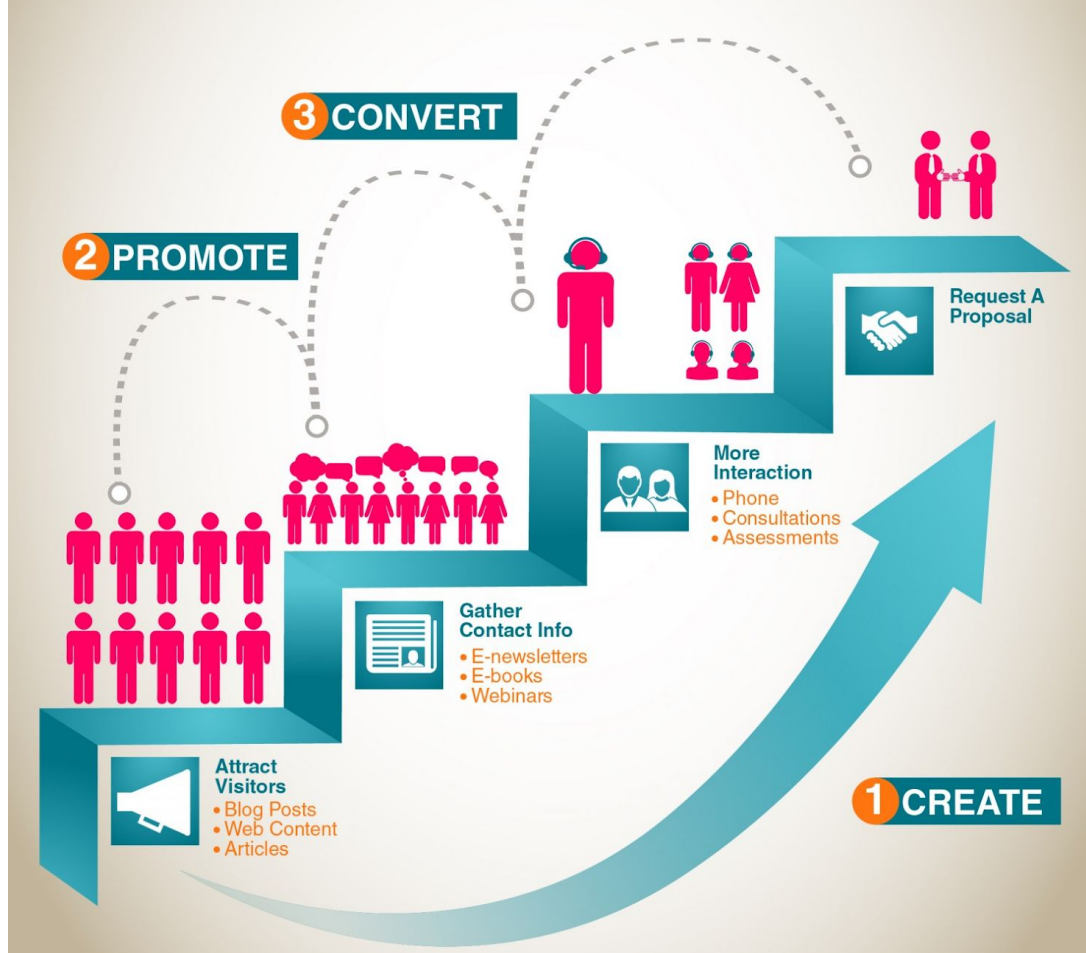 3 CONVERT
2 PROMOTE
Request A
Proposal
More
Interaction
• Phone
• Consultations
• Assessments
Gather
Contact Info
• E-newsletters
• E-books
• Webinars
Attract
Visitors
• Blog Posts
• Web Content
• Articles
1 CREATE